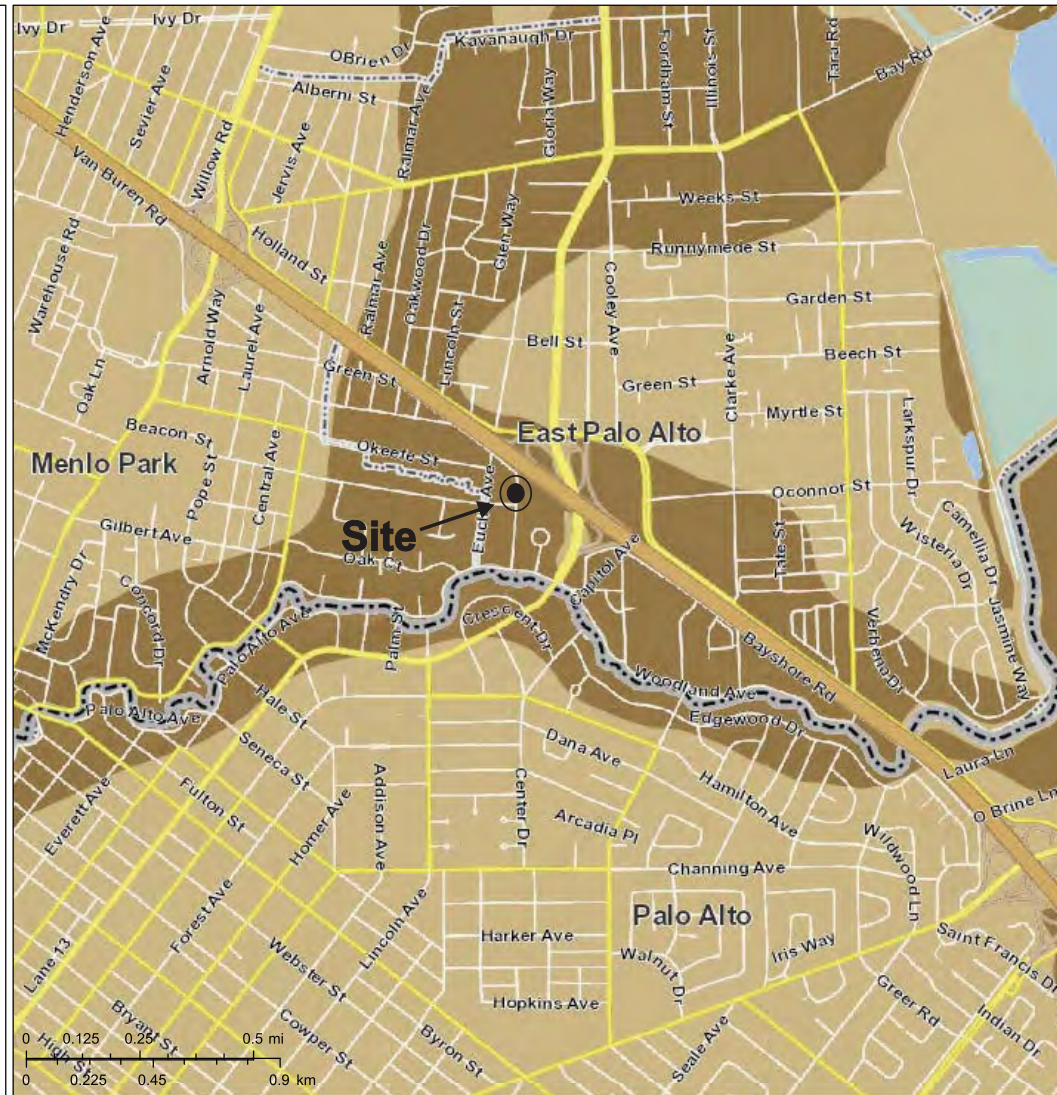 Ivy Dr
Ivy Dr
OBrien Dr
Kavanaugh Dr
Fordham St
Illinois St
Tara Rd
Bay Rd
Henderson Ave
Sevier Ave
Alberni St
Ralmar Ave
Gloria Way
Willow Rd
Jervis Ave
Van Buren Rd
Weeks St
Warehouse Rd
Holland St
Ralmar Ave
Oakwood Dr
Glen Way
Runnymede St
Cooley Ave
Garden St
Arnold Way
Laurel Ave
Lincoln St
Bell St
Clarke Ave
Beech St
Oak Ln
Green St
Green St
Myrtle St
Larkspur Dr
Beacon St
East Palo Alto
Menlo Park
Pope St
Central Ave
Okeefe St
Oconnor St
Camellia Dr
Gilbert Ave
Site
Euclid Ave
Wisteria Dr
Tate St
Oak Ct
Capitol Ave
McKendry Dr
Concord Dr
Palo Alto Ave
Palm St
Crescent Dr
Verbena Dr
Jasmine Way
Bayshore Rd
Palo Alto Ave
Hale St
Woodland Ave
Edgewood Dr
Seneca St
Dana Ave
Laura Ln
Everett Ave
Fulton St
Homer Ave
Addison Ave
Center Dr
Hamilton Ave
O Brine Ln
Arcadia Pl
Wildwood Ln
Channing Ave
Forest Ave
Lincoln Ave
Palo Alto
Lane 13
Harker Ave
Walnut Dr
Iris Way
Saint Francis Dr
Webster St
Hopkins Ave
Greer Rd
Indian Dr
Bryant St
Cowper St
Byron St
Seale Ave
High St
0 0.125 0.25 0.5 mi
0 0.225 0.45 0.9 km